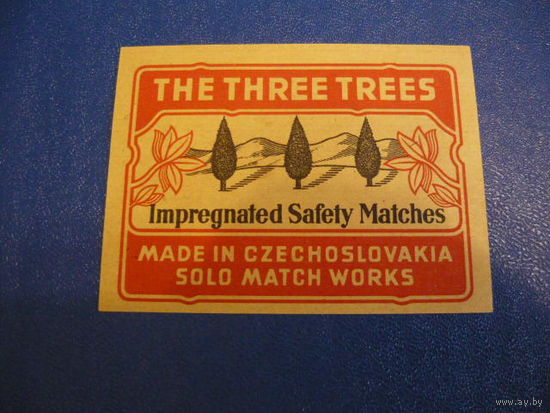 THE THREE TREES
Impregnated Safety Matches
MADE IN CZECHOSLOVAKIA
SOLO MATCH WORKS
www.ay.by